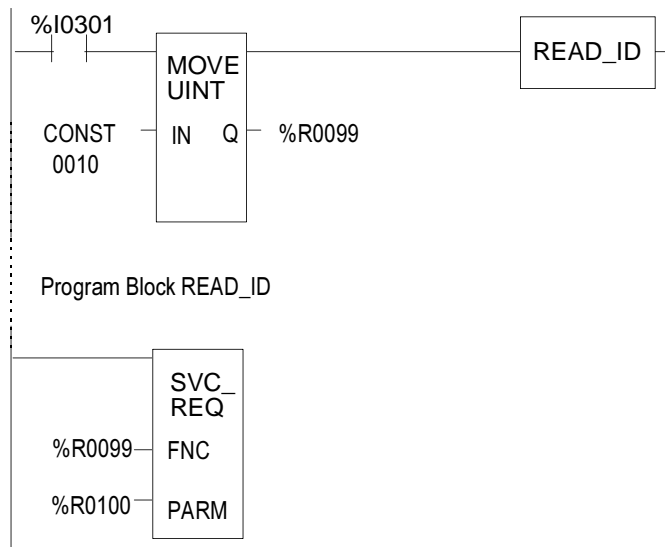 %I0301
MOVE
UINT
READ_ID
CONST
0010
IN Q
%R0099
Program Block READ_ID
SVC_
REQ
%R0099
FNC
%R0100
PARM